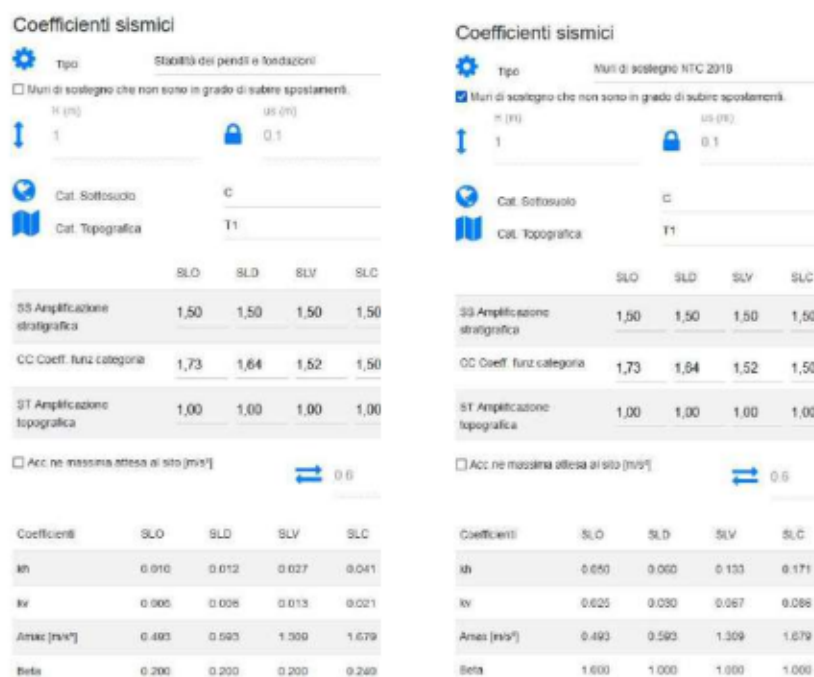 Coefficienti sismici
Tipo Stabilità dei pendii e fondazioni
Muri di sostegno che non sono in grado di subire spostamenti.
H (m) us (m)
1 0.1
Cat. Sottosuolo C
Cat. Topografica T1
SLO SLD SLV SLC
SS Amplificazione stratigrafica 1,50 1,50 1,50 1,50
CC Coeff. funz categoria 1,73 1,64 1,52 1,50
ST Amplificazione topografica 1,00 1,00 1,00 1,00
Acc.ne massima attesa al sito [m/s²]
0.6
Coefficienti SLO SLD SLV SLC
kh 0.010 0.012 0.027 0.041
kv 0.005 0.006 0.013 0.021
Amax [m/s²] 0.493 0.593 1.309 1.679
Beta 0.200 0.200 0.200 0.240
Coefficienti sismici
Tipo Muri di sostegno NTC 2018
Muri di sostegno che non sono in grado di subire spostamenti.
H (m) us (m)
1 0.1
Cat. Sottosuolo C
Cat. Topografica T1
SLO SLD SLV SLC
SS Amplificazione stratigrafica 1,50 1,50 1,50 1,50
CC Coeff. funz categoria 1,73 1,64 1,52 1,50
ST Amplificazione topografica 1,00 1,00 1,00 1,00
Acc.ne massima attesa al sito [m/s²]
0.6
Coefficienti SLO SLD SLV SLC
kh 0.050 0.060 0.133 0.171
kv 0.025 0.030 0.067 0.086
Amax [m/s²] 0.493 0.593 1.309 1.679
Beta 1.000 1.000 1.000 1.000